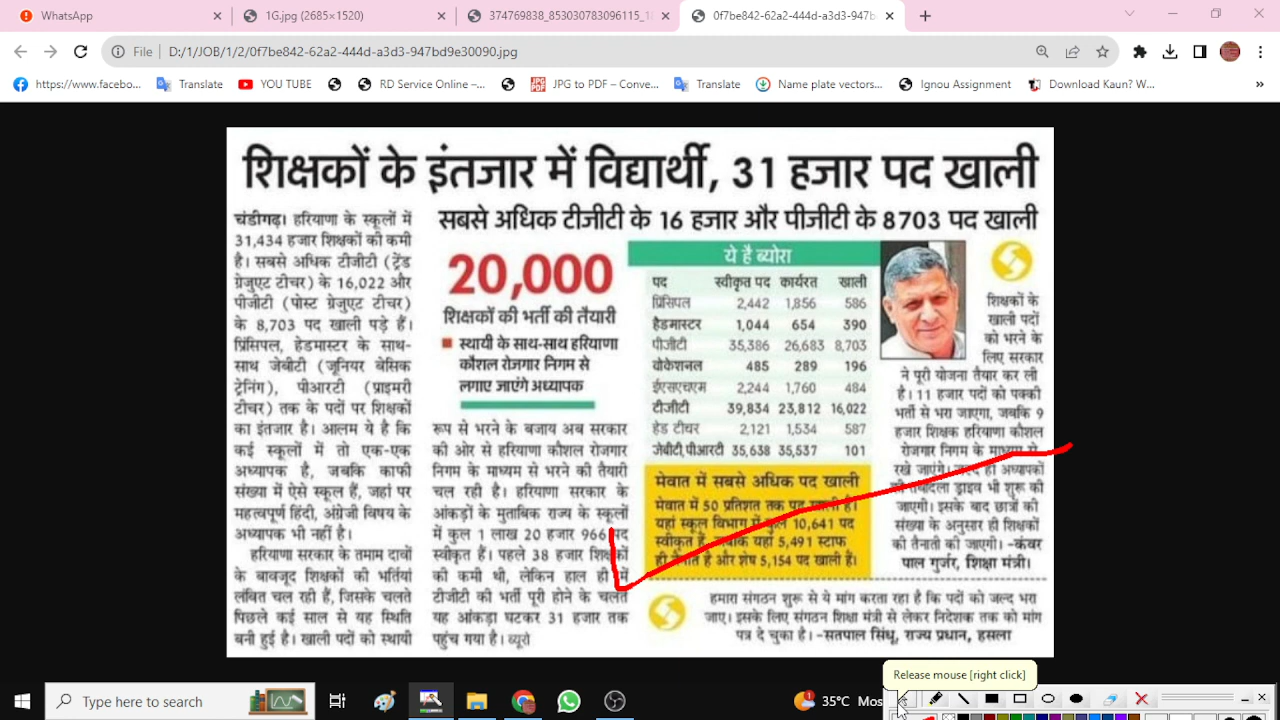 WhatsApp
1G.jpg (2685×1520)
374769838_853030783096115_1
0f7be842-62a2-444d-a3d3-947b
File | D:/1/JOB/1/2/0f7be842-62a2-444d-a3d3-947bd9e30090.jpg
https://www.facebo...
Translate
YOU TUBE
RD Service Online –...
JPG to PDF – Conve...
Translate
Name plate vectors...
Ignou Assignment
Download Kaun? W...
»
शिक्षकों के इंतजार में विद्यार्थी, 31 हजार पद खाली
सबसे अधिक टीजीटी के 16 हजार और पीजीटी के 8703 पद खाली
चंडीगढ़। हरियाणा के स्कूलों में
31,434 हजार शिक्षकों की कमी
है। सबसे अधिक टीजीटी (ट्रेंड
ग्रेजुएट टीचर) के 16,022 और
पीजीटी (पोस्ट ग्रेजुएट टीचर)
के 8,703 पद खाली पड़े हैं।
प्रिंसिपल, हेडमास्टर के साथ-
साथ जेबीटी (जूनियर बेसिक
ट्रेनिंग), पीआरटी (प्राइमरी
टीचर) तक के पदों पर शिक्षकों
का इंतजार है। आलम ये है कि
कई स्कूलों में तो एक-एक
अध्यापक हैं, जबकि काफी
संख्या में ऐसे स्कूल हैं, जहां पर
महत्वपूर्ण हिंदी, अंग्रेजी विषय के
अध्यापक भी नहीं है।
हरियाणा सरकार के तमाम दावों
के बावजूद शिक्षकों की भर्तियां
लंबित चल रही हैं, जिसके चलते
पिछले कई साल से यह स्थिति
बनी हुई है। खाली पदों को स्थायी
20,000
शिक्षकों की भर्ती की तैयारी
स्थायी के साथ-साथ हरियाणा
कौशल रोजगार निगम से
लगाए जाएंगे अध्यापक
रूप से भरने के बजाय अब सरकार
की ओर से हरियाणा कौशल रोजगार
निगम के माध्यम से भरने की तैयारी
चल रही है। हरियाणा सरकार के
आंकड़ों के मुताबिक राज्य के स्कूलों
में कुल 1 लाख 20 हजार 966 पद
स्वीकृत हैं। पहले 38 हजार शिक्षकों
की कमी थी, लेकिन हाल ही में
टीजीटी की भर्ती पूरी होने के चलते
यह आंकड़ा घटकर 31 हजार तक
पहुंच गया है। ब्यूरो
ये है ब्योरा
पद स्वीकृत पद कार्यरत खाली
प्रिंसिपल 2,442 1,856 586
हैडमास्टर 1,044 654 390
पीजीटी 35,386 26,683 8,703
वोकेशनल 485 289 196
ईएसएचएम 2,244 1,760 484
टीजीटी 39,834 23,812 16,022
हेड टीचर 2,121 1,534 587
जेबीटी,पीआरटी 35,638 35,537 101
मेवात में सबसे अधिक पद खाली
मेवात में 50 प्रतिशत तक पद खाली है।
यहां स्कूल विभाग में कुल 10,641 पद
स्वीकृत हैं, जबकि यहां 5,491 स्टाफ
ही तैनात है और शेष 5,154 पद खाली हैं।
शिक्षकों के
खाली पदों
को भरने के
लिए सरकार
ने पूरी योजना तैयार कर ली
है। 11 हजार पदों को पक्की
भर्ती से भरा जाएगा, जबकि 9
हजार शिक्षक हरियाणा कौशल
रोजगार निगम के माध्यम से
रखे जाएंगे। जल्द ही अध्यापकों
का तबादला ड्राइव भी शुरू की
जाएगी। इसके बाद छात्रों की
संख्या के अनुसार ही शिक्षकों
की तैनाती की जाएगी। -कंवर
पाल गुर्जर, शिक्षा मंत्री।
हमारा संगठन शुरू से ये मांग करता रहा है कि पदों को जल्द भरा
जाए। इसके लिए संगठन शिक्षा मंत्री से लेकर निदेशक तक को मांग
पत्र दे चुका है। -सतपाल सिंधू, राज्य प्रधान, हसला
Release mouse [right click]
Type here to search
35°C Mos